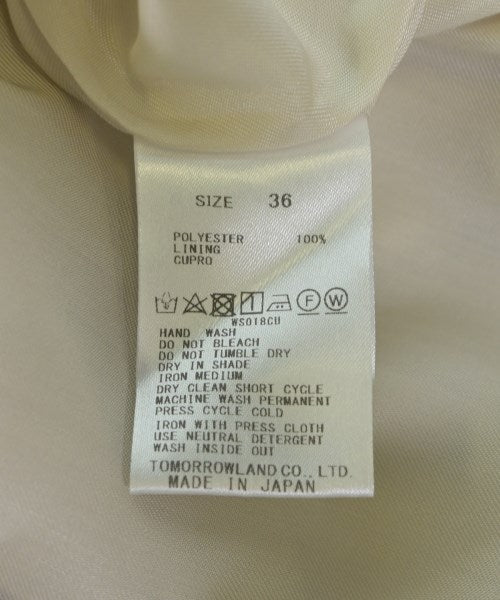 SIZE 36
POLYESTER 100%
LINING
CUPRO
F W
WS018CU
HAND WASH
DO NOT BLEACH
DO NOT TUMBLE DRY
DRY IN SHADE
IRON MEDIUM
DRY CLEAN SHORT CYCLE
MACHINE WASH PERMANENT
PRESS CYCLE COLD
IRON WITH PRESS CLOTH
USE NEUTRAL DETERGENT
WASH INSIDE OUT
TOMORROWLAND CO., LTD.
MADE IN JAPAN